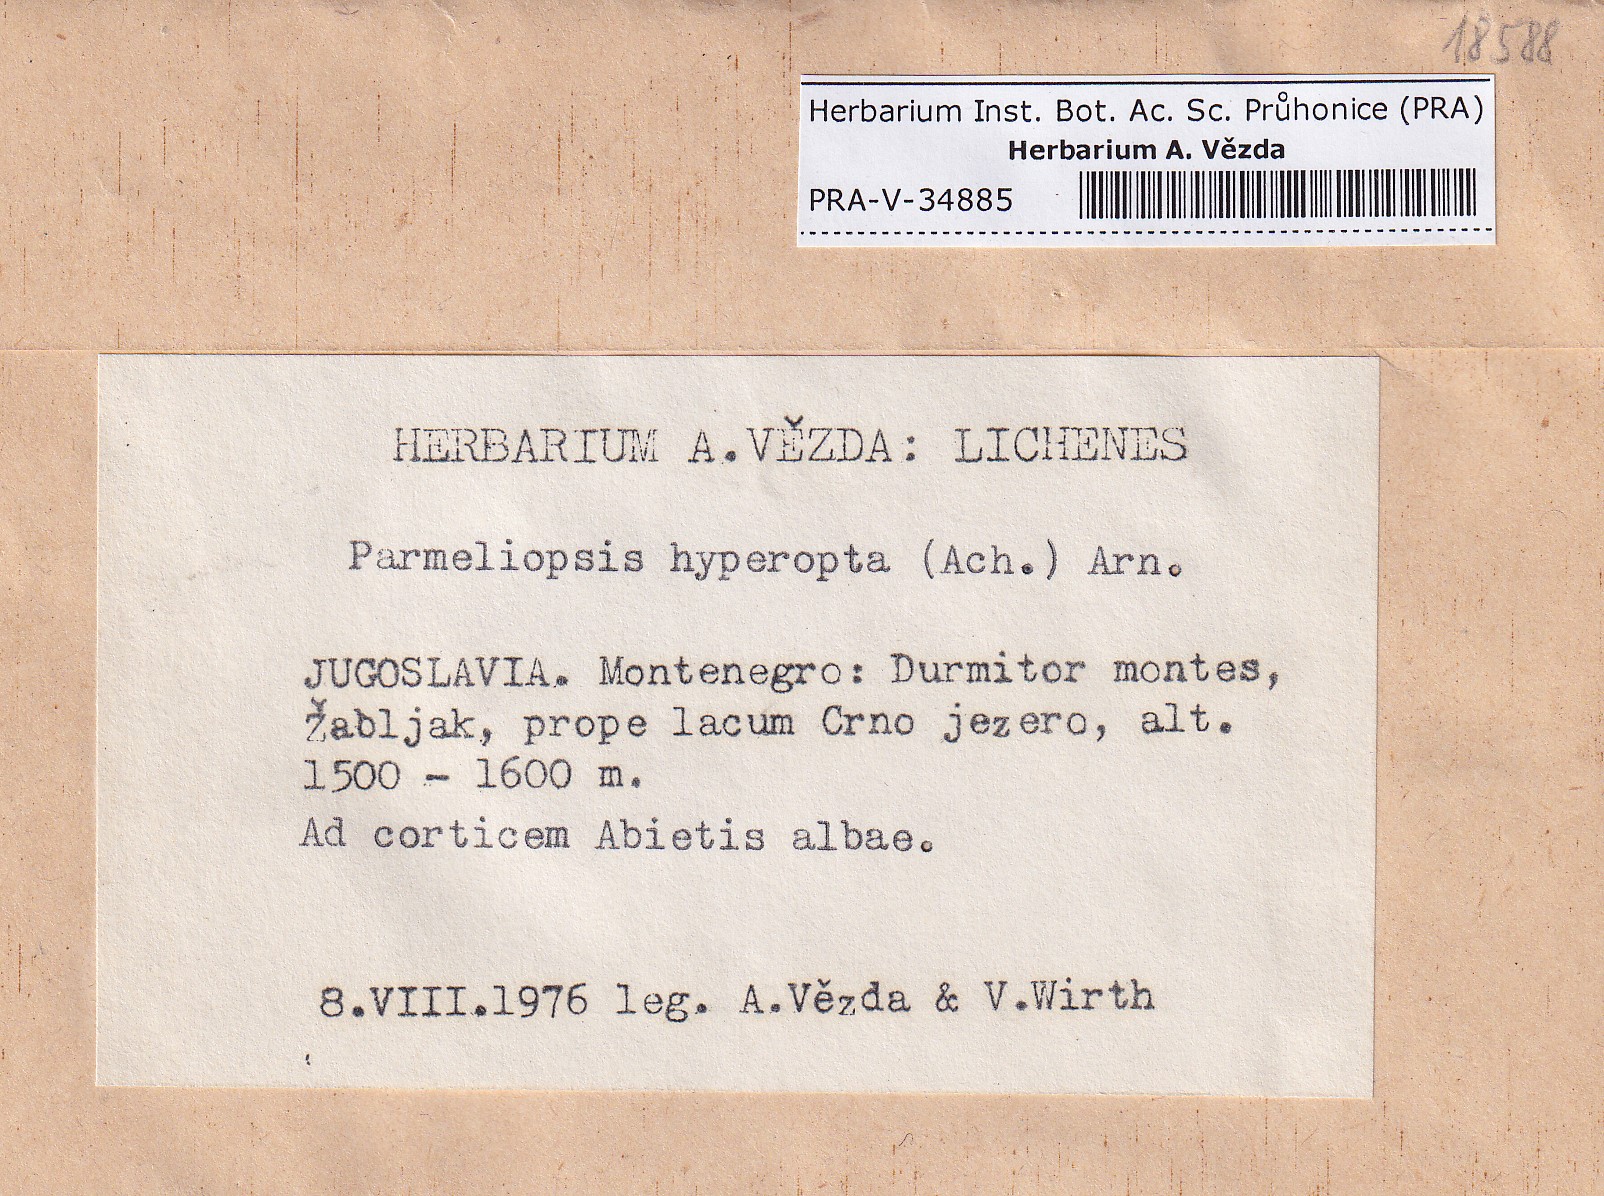 18588
Herbarium Inst. Bot. Ac. Sc. Průhonice (PRA)
Herbarium A. Vězda
PRA-V-34885
HERBARIUM A.VĚZDA: LICHENES
Parmeliopsis hyperopta (Ach.) Arn.
JUGOSLAVIA. Montenegro: Durmitor montes,
Žabljak, prope lacum Crno jezero, alt.
1500 - 1600 m.
Ad corticem Abietis albae.
8.VIII.1976 leg. A.Vězda & V.Wirth